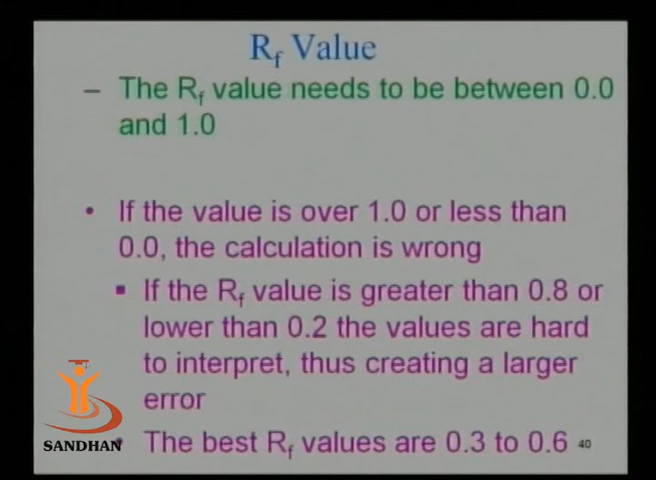 Rf Value
– The Rf value needs to be between 0.0
and 1.0
• If the value is over 1.0 or less than
0.0, the calculation is wrong
▪ If the Rf value is greater than 0.8 or
lower than 0.2 the values are hard
to interpret, thus creating a larger
error
• The best Rf values are 0.3 to 0.6
40
SANDHAN